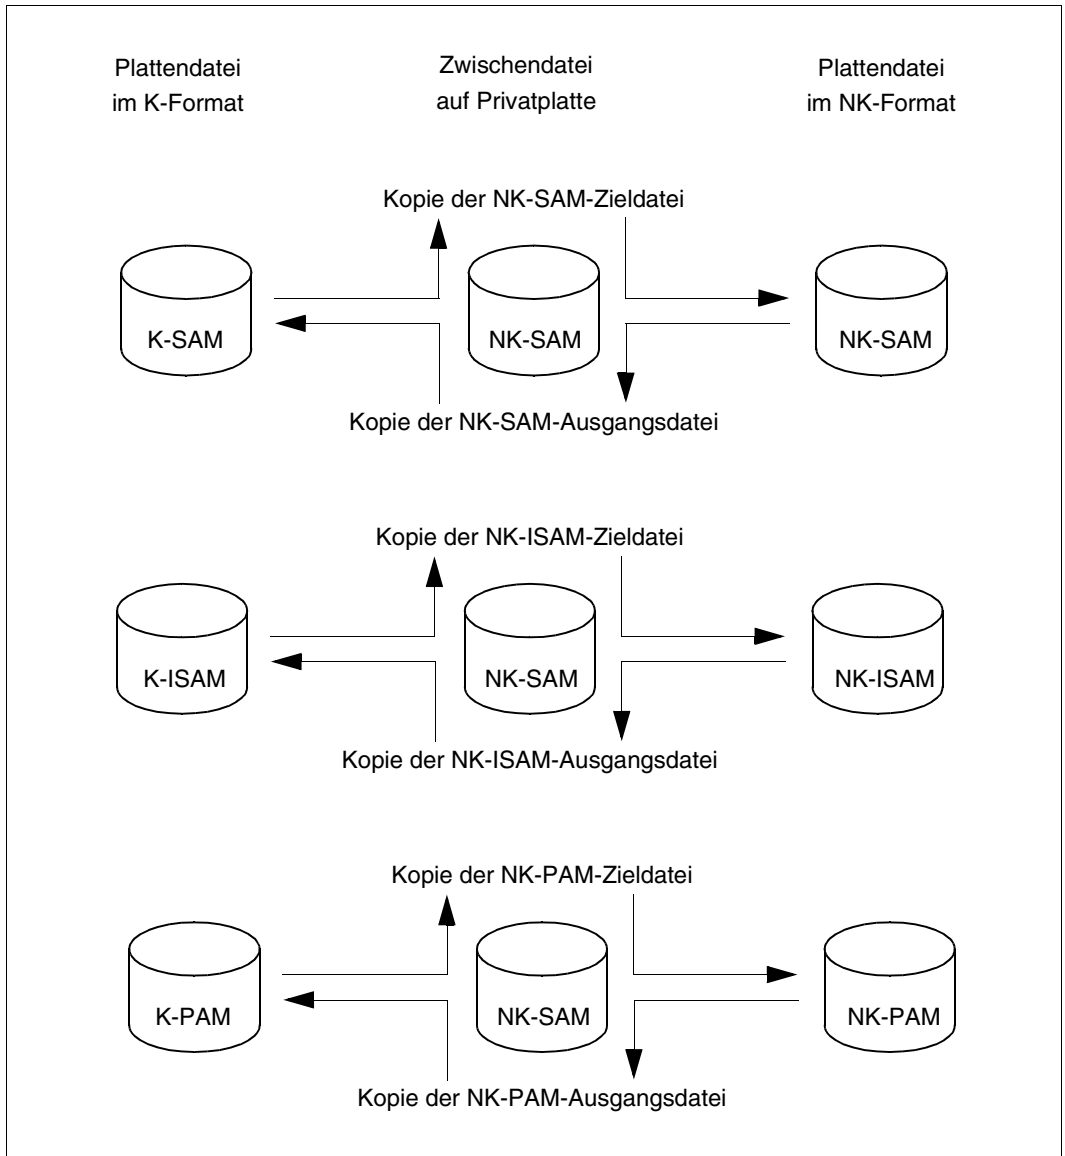 Plattendatei
im K-Format
Zwischendatei
auf Privatplatte
Plattendatei
im NK-Format
Kopie der NK-SAM-Zieldatei
K-SAM
NK-SAM
NK-SAM
Kopie der NK-SAM-Ausgangsdatei
Kopie der NK-ISAM-Zieldatei
K-ISAM
NK-SAM
NK-ISAM
Kopie der NK-ISAM-Ausgangsdatei
Kopie der NK-PAM-Zieldatei
K-PAM
NK-SAM
NK-PAM
Kopie der NK-PAM-Ausgangsdatei